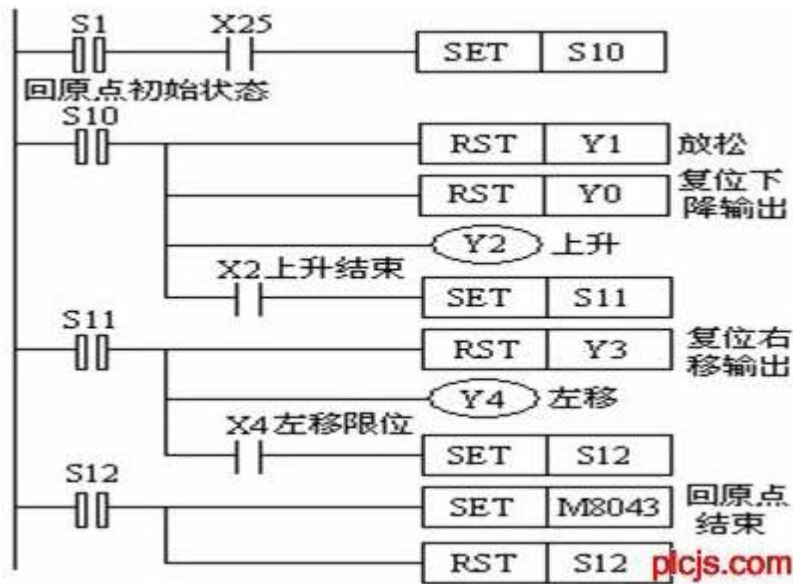 S1 X25
SET S10
回原点初始状态
S10
RST Y1 放松
RST Y0 复位下
降输出
Y2 上升
X2上升结束
SET S11
S11
RST Y3 复位右
移输出
Y4 左移
X4左移限位
SET S12
S12
SET M8043 回原点
结束
RST S12 plcjs.com